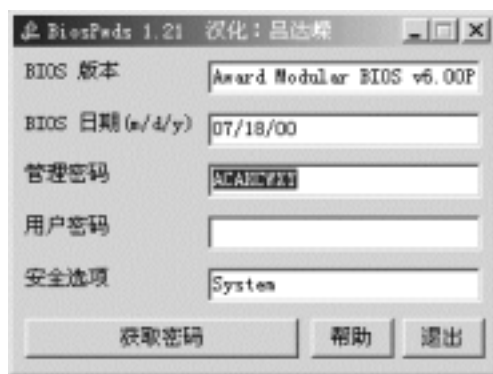 BiosPwds 1.21 汉化：吕达嵘
BIOS 版本
Award Modular BIOS v6.00P
BIOS 日期(m/d/y)
07/18/00
管理密码
用户密码
安全选项
System
获取密码
帮助
退出